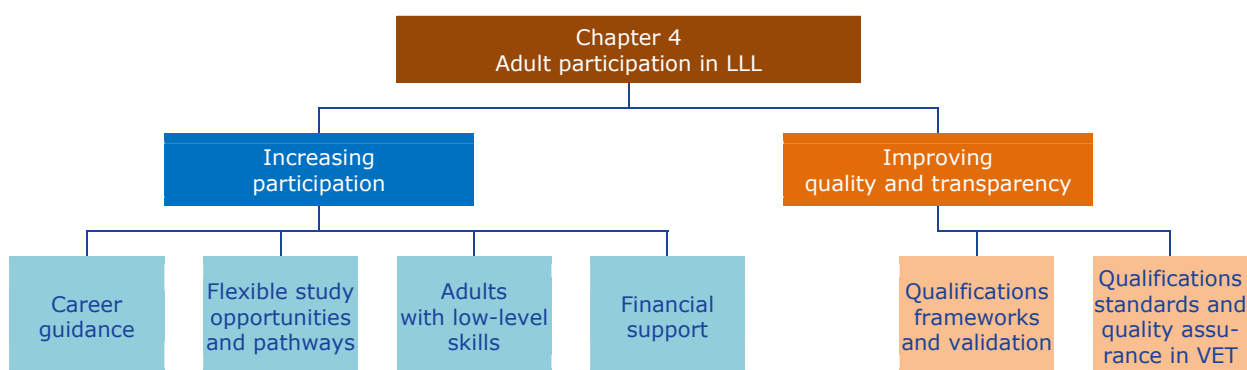 Chapter 4
Adult participation in LLL
Increasing
participation
Improving
quality and transparency
Career
guidance
Flexible study
opportunities
and pathways
Adults
with low-level
skills
Financial
support
Qualifications
frameworks
and validation
Qualifications
standards and
quality assu-
rance in VET